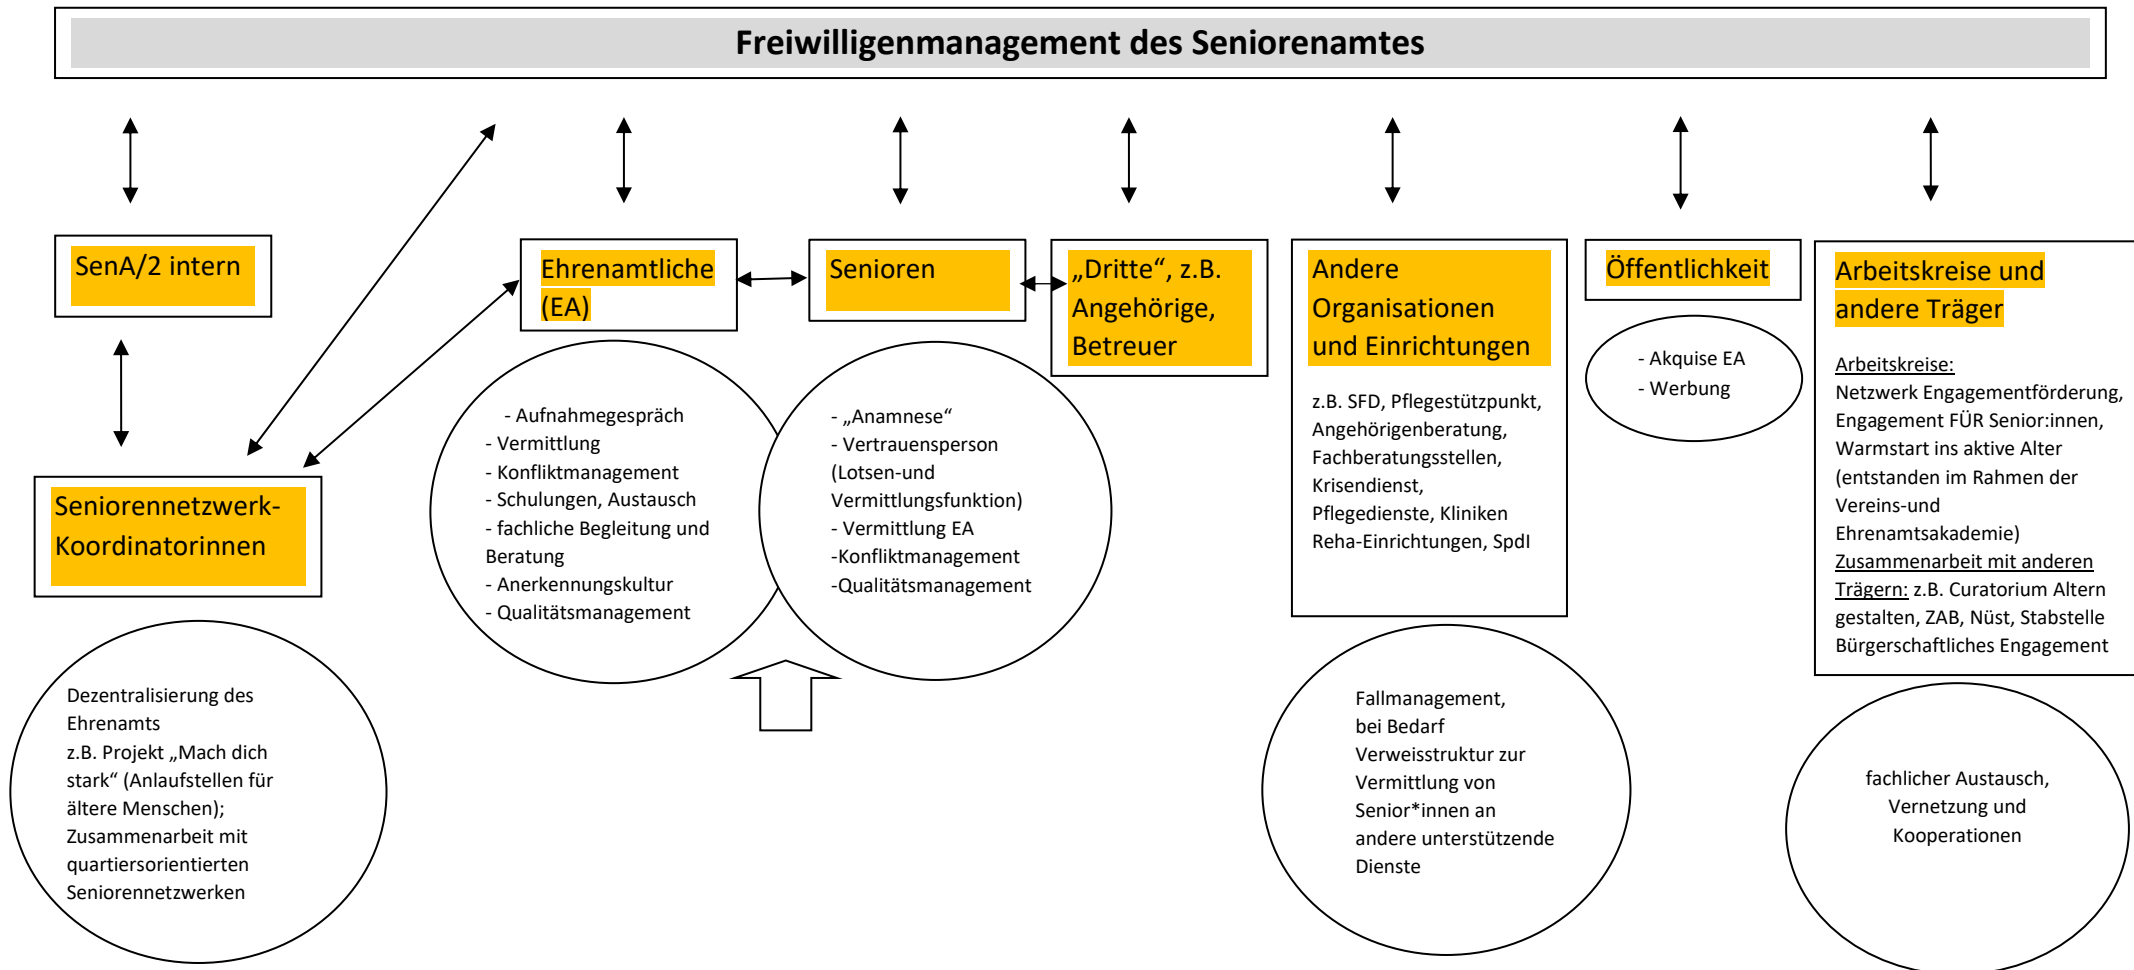 Freiwilligenmanagement des Seniorenamtes
SenA/2 intern
Seniorennetzwerk-
Koordinatorinnen
Dezentralisierung des
Ehrenamts
z.B. Projekt „Mach dich
stark“ (Anlaufstellen für
ältere Menschen);
Zusammenarbeit mit
quartiersorientierten
Seniorennetzwerken
Ehrenamtliche
(EA)
- Aufnahmegespräch
- Vermittlung
- Konfliktmanagement
- Schulungen, Austausch
- fachliche Begleitung und
Beratung
- Anerkennungskultur
- Qualitätsmanagement
Senioren
- „Anamnese“
- Vertrauensperson
(Lotsen-und
Vermittlungsfunktion)
- Vermittlung EA
-Konfliktmanagement
-Qualitätsmanagement
„Dritte“, z.B.
Angehörige,
Betreuer
Andere
Organisationen
und Einrichtungen
z.B. SFD, Pflegestützpunkt,
Angehörigenberatung,
Fachberatungsstellen,
Krisendienst,
Pflegedienste, Kliniken
Reha-Einrichtungen, SpdI
Fallmanagement,
bei Bedarf
Verweisstruktur zur
Vermittlung von
Senior*innen an
andere unterstützende
Dienste
Öffentlichkeit
- Akquise EA
- Werbung
Arbeitskreise und
andere Träger
Arbeitskreise:
Netzwerk Engagementförderung,
Engagement FÜR Senior:innen,
Warmstart ins aktive Alter
(entstanden im Rahmen der
Vereins-und
Ehrenamtsakademie)
Zusammenarbeit mit anderen
Trägern: z.B. Curatorium Altern
gestalten, ZAB, Nüst, Stabstelle
Bürgerschaftliches Engagement
fachlicher Austausch,
Vernetzung und
Kooperationen